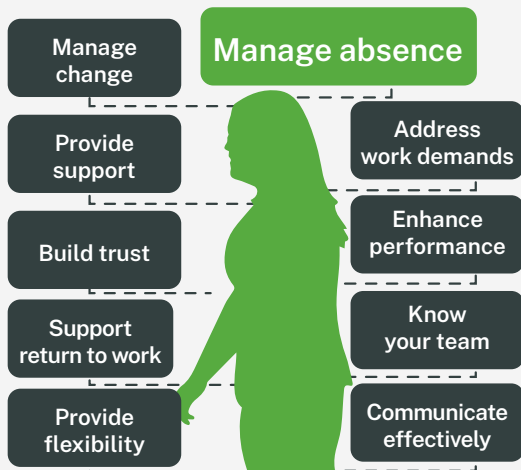 Manage
change
Manage absence
Provide
support
Address
work demands
Build trust
Enhance
performance
Support
return to work
Know
your team
Provide
flexibility
Communicate
effectively